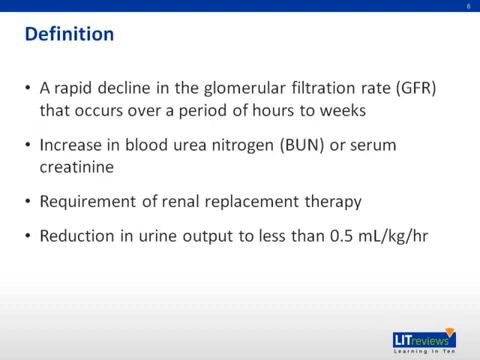 6
Definition
• A rapid decline in the glomerular filtration rate (GFR)
that occurs over a period of hours to weeks
• Increase in blood urea nitrogen (BUN) or serum
creatinine
• Requirement of renal replacement therapy
• Reduction in urine output to less than 0.5 mL/kg/hr
LITreviews
Learning in Ten